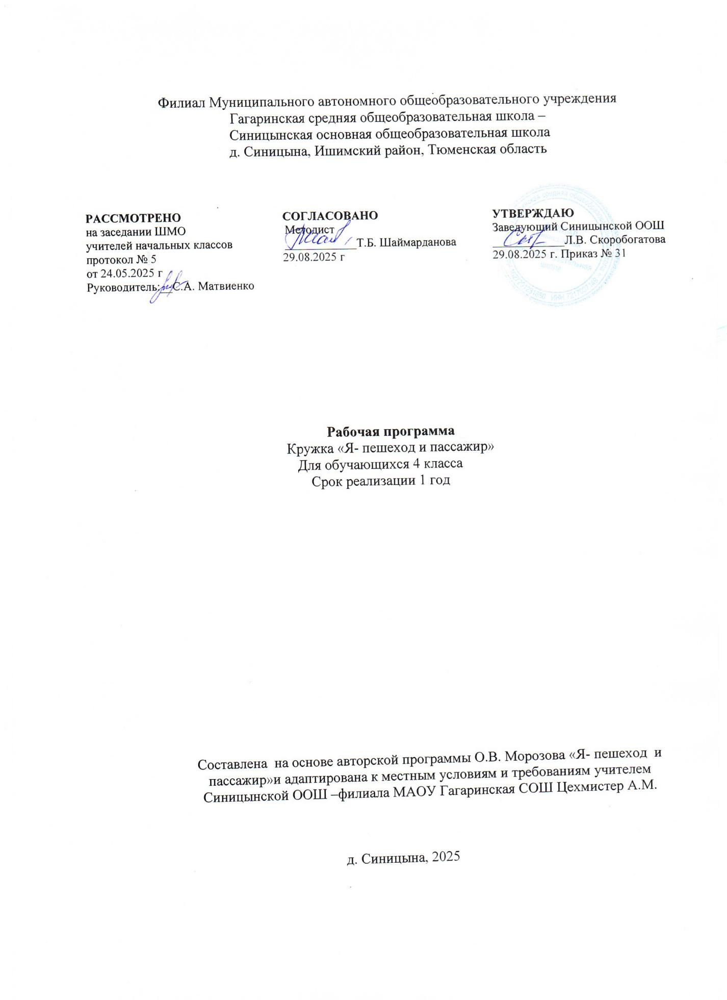 Филиал Муниципального автономного общеобразовательного учреждения
Гагаринская средняя общеобразовательная школа –
Синицынская основная общеобразовательная школа
д. Синицына, Ишимский район, Тюменская область
РАССМОТРЕНО
на заседании ШМО
учителей начальных классов
протокол № 5
от 24.05.2025 г
Руководитель:__С.А. Матвиенко
СОГЛАСОВАНО
Методист
____________Т.Б. Шаймарданова
29.08.2025 г
УТВЕРЖДАЮ
Заведующий Синицынской ООШ
____________Л.В. Скоробогатова
29.08.2025 г. Приказ № 31
Рабочая программа
Кружка «Я- пешеход и пассажир»
Для обучающихся 4 класса
Срок реализации 1 год
Составлена на основе авторской программы О.В. Морозова «Я- пешеход и
пассажир»и адаптирована к местным условиям и требованиям учителем
Синицынской ООШ –филиала МАОУ Гагаринская СОШ Цехмистер А.М.
д. Синицына, 2025